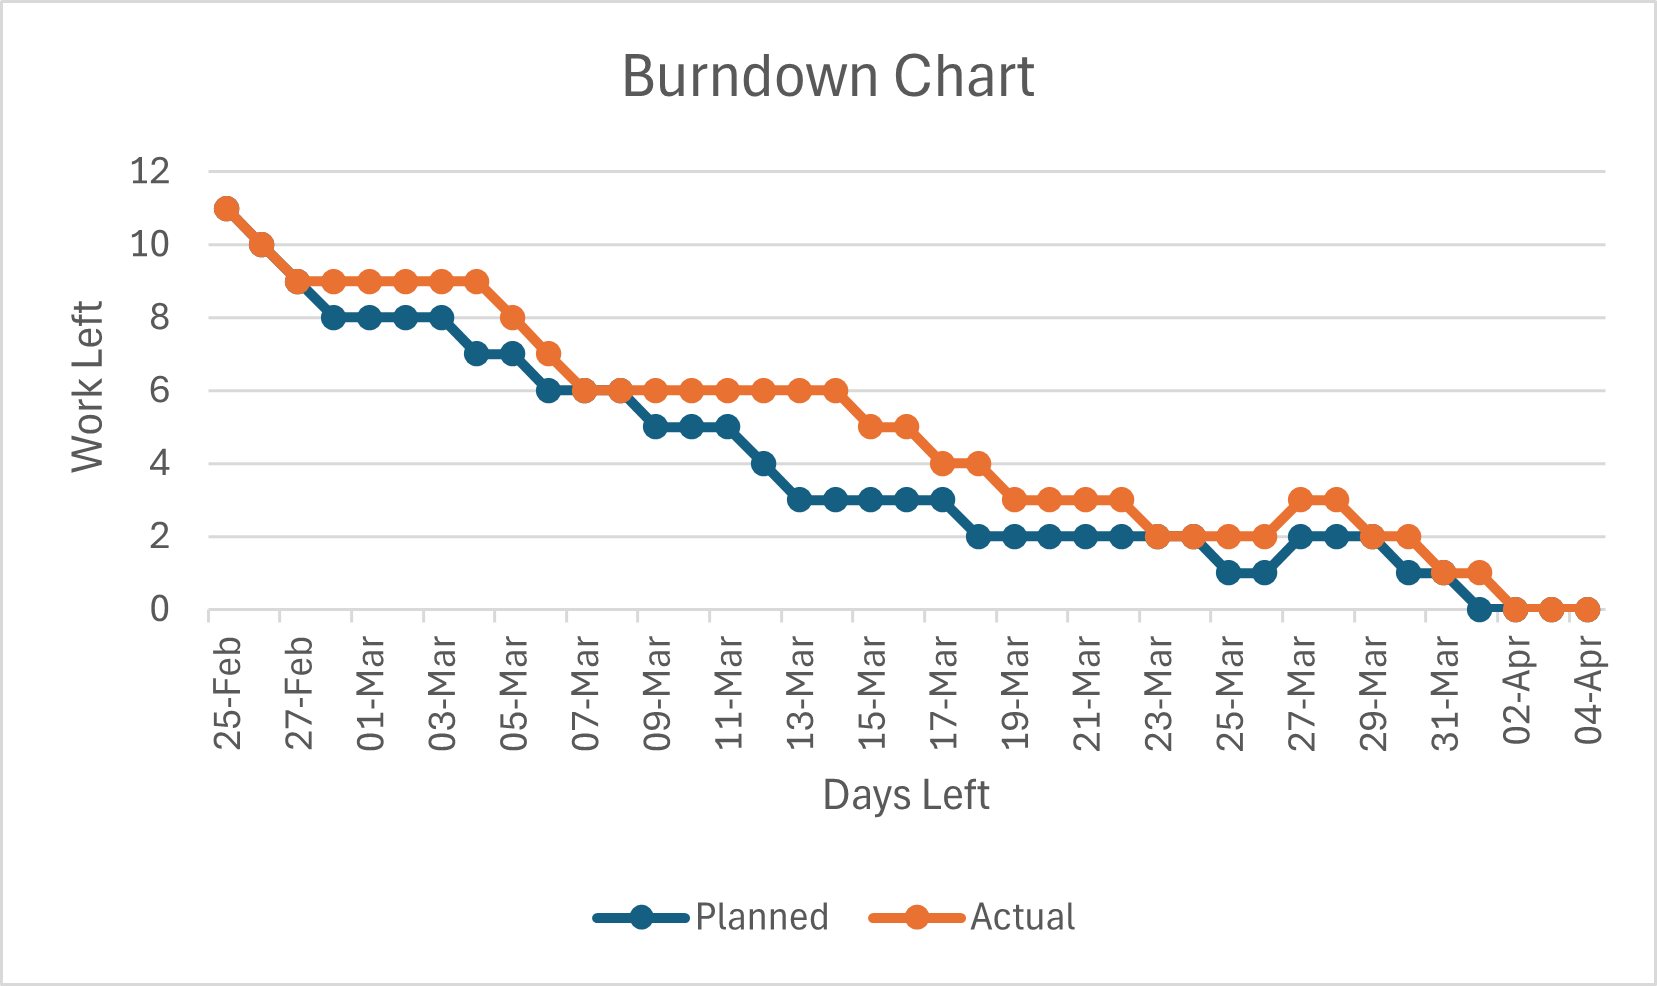 Burndown Chart
12
10
8
6
4
2
0
Work Left
25-Feb
27-Feb
01-Mar
03-Mar
05-Mar
07-Mar
09-Mar
11-Mar
13-Mar
15-Mar
17-Mar
19-Mar
21-Mar
23-Mar
25-Mar
27-Mar
29-Mar
31-Mar
02-Apr
04-Apr
Days Left
Planned
Actual